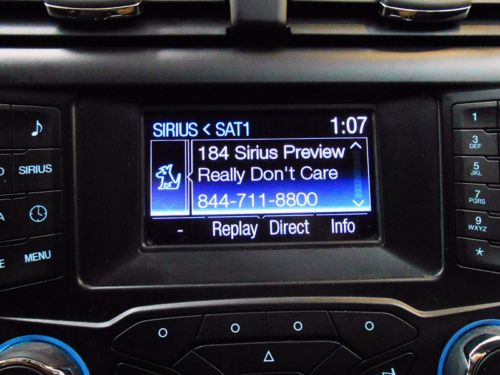 SIRIUS < SAT1 1:07
184 Sirius Preview
Really Don't Care
844-711-8800
- Replay Direct Info
SIRIUS
MENU
1
3 DEF
5 JKL
7 PQRS
9 WXYZ
*